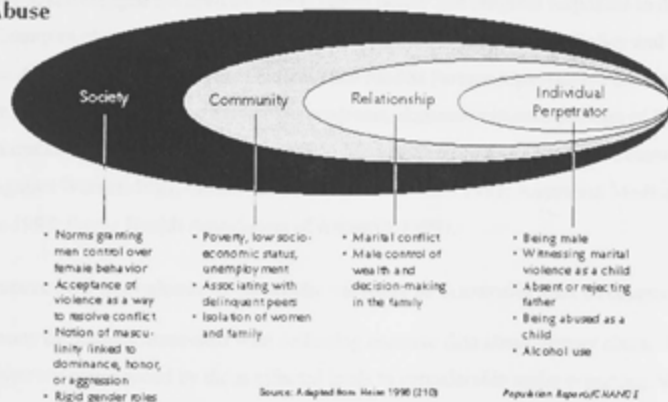 Abuse
Society
Community
Relationship
Individual
Perpetrator
• Norms granting
men control over
female behavior
• Acceptance of
violence as a way
to resolve conflict
• Notion of mascu-
linity linked to
dominance, honor,
or aggression
• Rigid gender roles
• Poverty, low socio-
economic status,
unemployment
• Associating with
delinquent peers
• Isolation of women
and family
• Marital conflict
• Male control of
wealth and
decision-making
in the family
• Being male
• Witnessing marital
violence as a child
• Absent or rejecting
father
• Being abused as a
child
• Alcohol use
Source: Adapted from Heise 1998 (210)
Population Reports/CHANGE